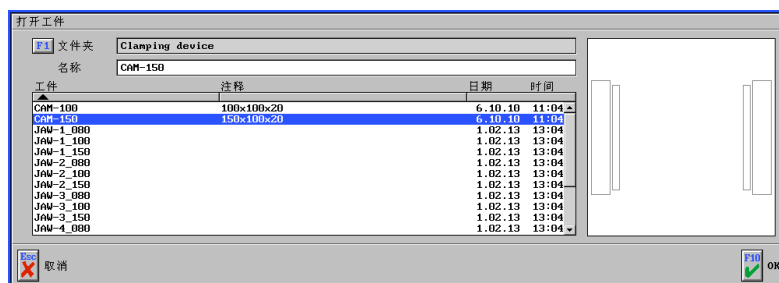 打开工件
F1 文件夹 Clamping device
名称 CAM-150
工件 注释 日期 时间
CAM-100 100x100x20 6.10.10 11:04
CAM-150 150x100x20 6.10.10 11:04
JAW-1_080 1.02.13 13:04
JAW-1_100 1.02.13 13:04
JAW-1_150 1.02.13 13:04
JAW-2_080 1.02.13 13:04
JAW-2_100 1.02.13 13:04
JAW-2_150 1.02.13 13:04
JAW-3_080 1.02.13 13:04
JAW-3_100 1.02.13 13:04
JAW-3_150 1.02.13 13:04
JAW-4_080 1.02.13 13:04
Esc 取消
F10 OK